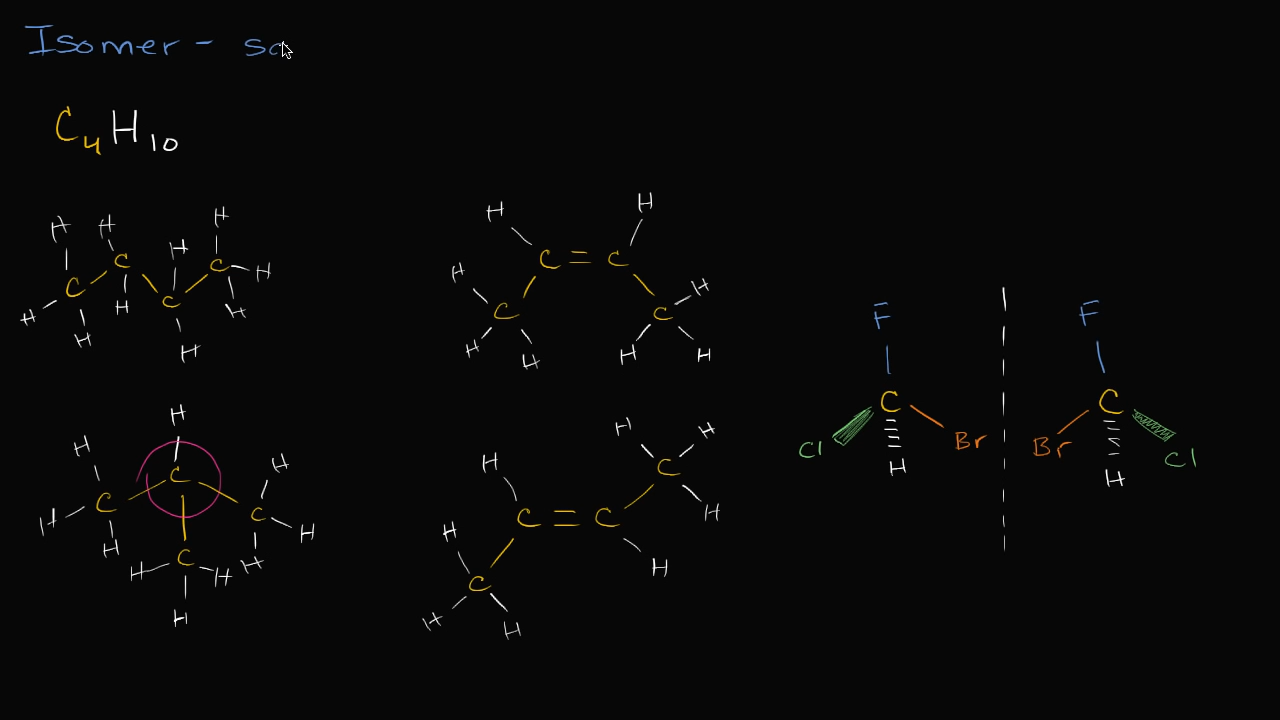 Isomer - sa
C4H10
H H H H
C C C C H
H H H H H
H
H C H
H C C H
H H H C H H
H
H H
C = C
H C C H
H H H H
H H H
C
C = C H
H H
C
H H
F
C
Cl Br
H
F
C
Br Cl
H